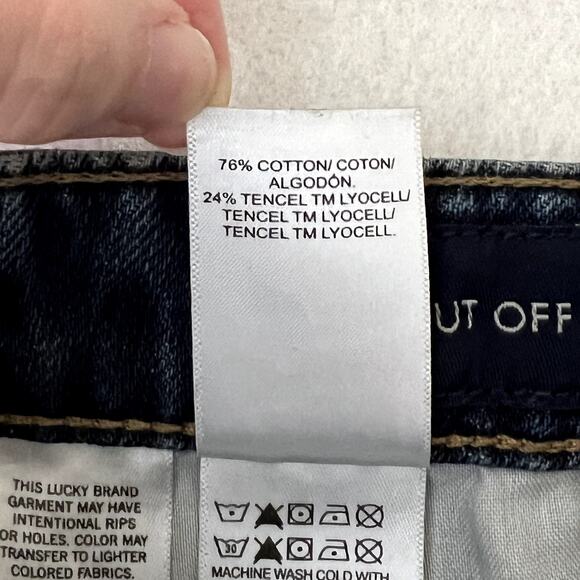 76% COTTON/ COTON/
ALGODÓN.
24% TENCEL TM LYOCELL/
TENCEL TM LYOCELL/
TENCEL TM LYOCELL.
UT OFF
THIS LUCKY BRAND
GARMENT MAY HAVE
INTENTIONAL RIPS
OR HOLES. COLOR MAY
TRANSFER TO LIGHTER
COLORED FABRICS.
30
MACHINE WASH COLD WITH